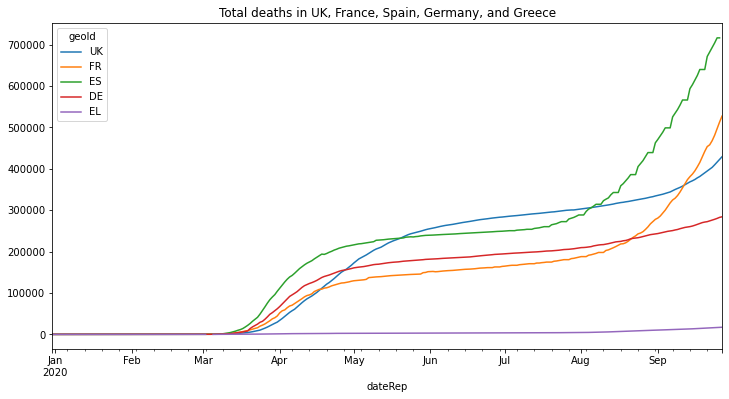 Total deaths in UK, France, Spain, Germany, and Greece
geoId
UK
FR
ES
DE
EL
700000
600000
500000
400000
300000
200000
100000
0
Jan Feb Mar Apr May Jun Jul Aug Sep
2020
dateRep